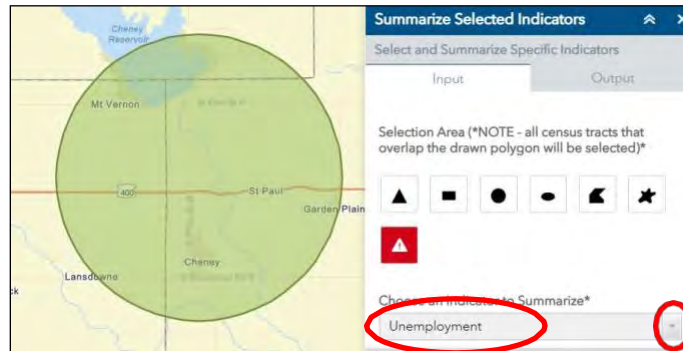 Cheney
Reservoir
Mt Vernon
400
St Paul
Garden Plain
Cheney
Lansdowne
ck
Summarize Selected Indicators
Select and Summarize Specific Indicators
Input
Output
Selection Area (*NOTE - all census tracts that
overlap the drawn polygon will be selected)*
Choose an Indicator to Summarize*
Unemployment